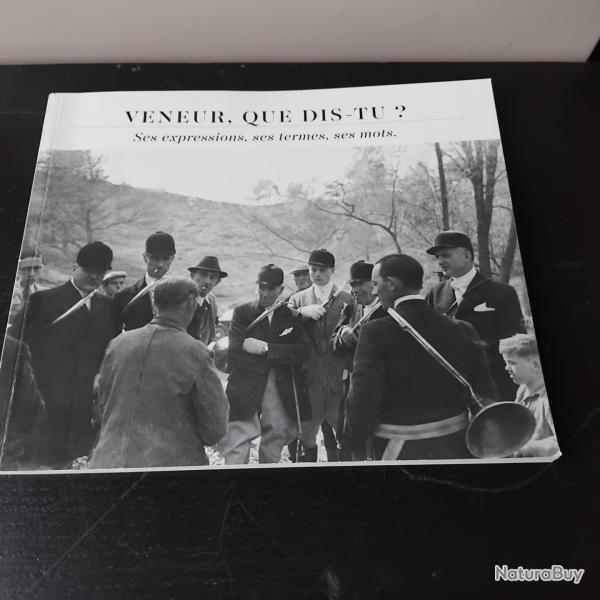 VENEUR, QUE DIS-TU ?
Ses expressions, ses termes, ses mots.
NaturaBuy